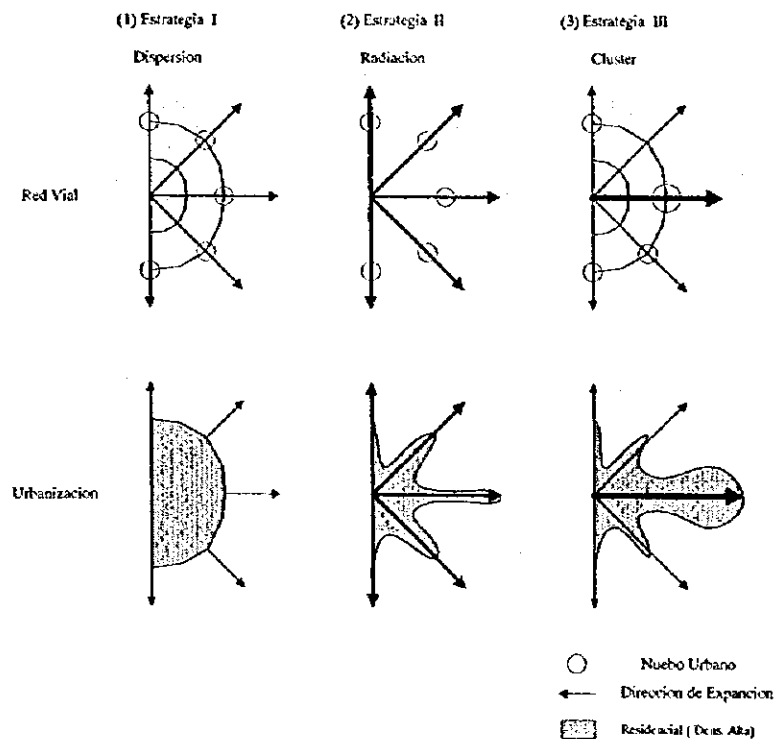 (1) Estrategia I
(2) Estrategia II
(3) Estrategia III
Dispersion
Radiacion
Cluster
Red Vial
Urbanizacion
Nuebo Urbano
Direccion de Expancion
Residencial ( Dens. Alta)